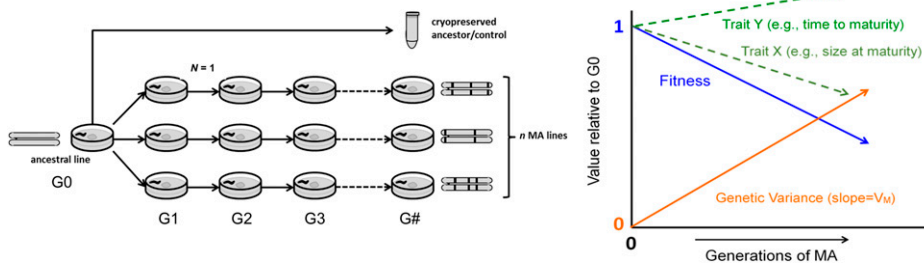 cryopreserved
ancestor/control
N = 1
ancestral line
G0
G1
G2
G3
G#
n MA lines
Value relative to G0
1
0
0
Trait Y (e.g., time to maturity)
Trait X (e.g., size at maturity)
Fitness
Genetic Variance (slope=VM)
Generations of MA